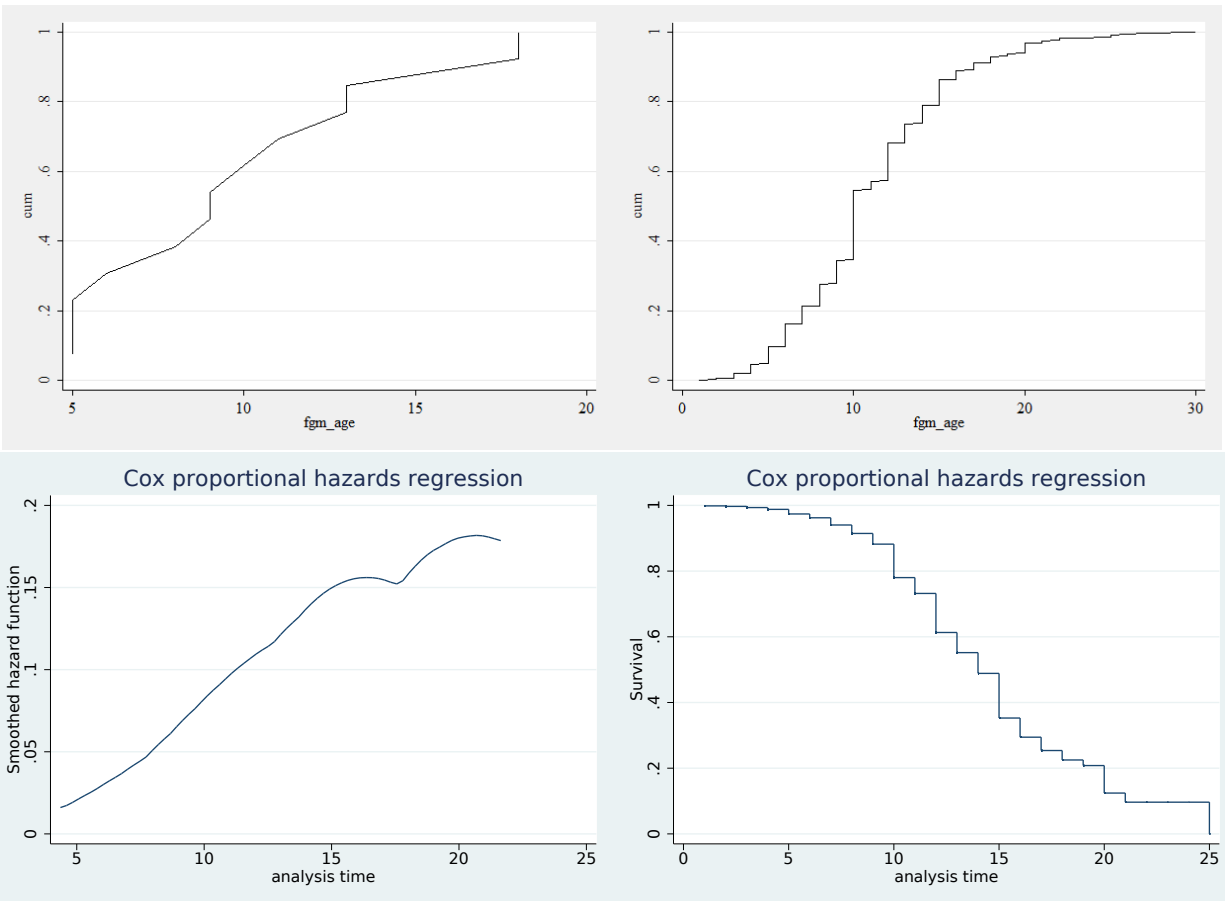 1
.8
.6
.4
.2
0
cum
5 10 15 20
fgm_age
1
.8
.6
.4
.2
0
cum
0 10 20 30
fgm_age
Cox proportional hazards regression
.2
.15
.1
.05
0
Smoothed hazard function
5 10 15 20 25
analysis time
Cox proportional hazards regression
1
.8
.6
.4
.2
0
Survival
0 5 10 15 20 25
analysis time